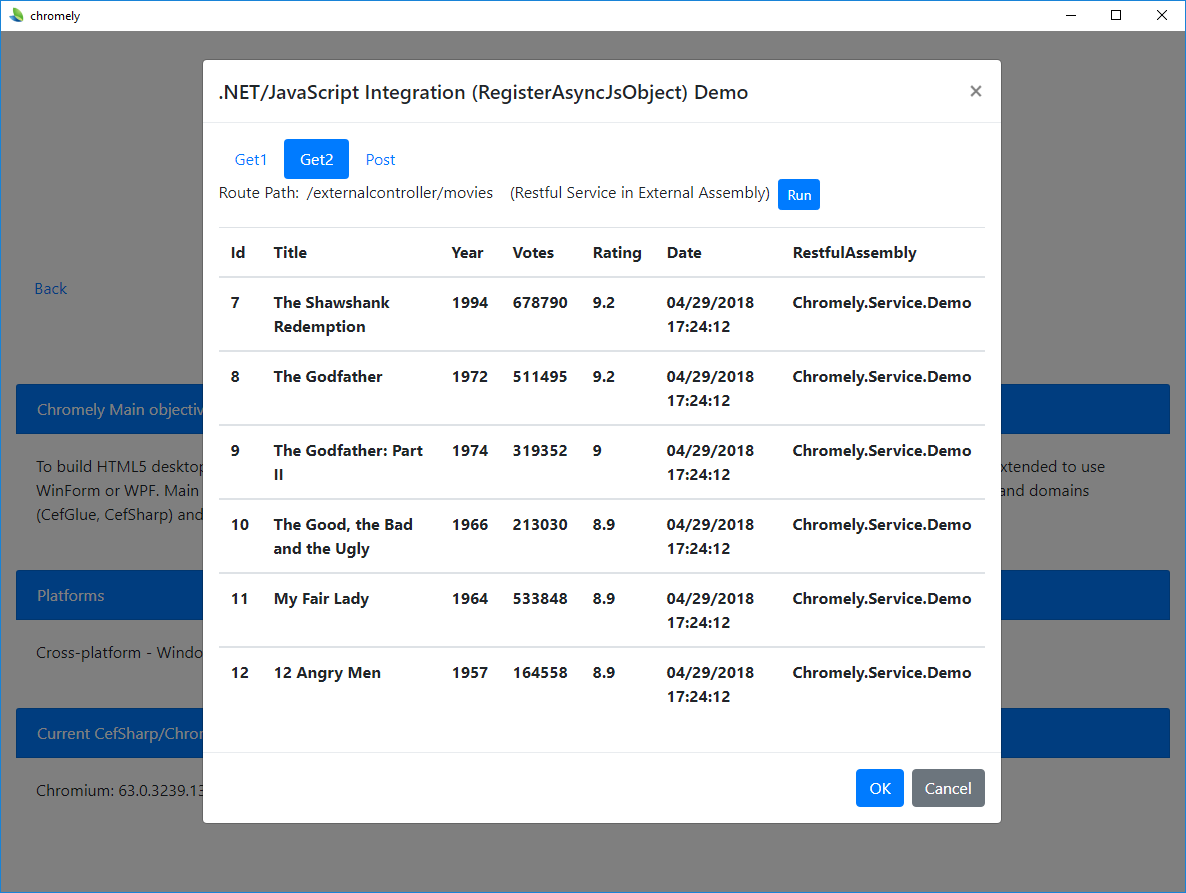 chromely
.NET/JavaScript Integration (RegisterAsyncJsObject) Demo
×
Get1 Get2 Post
Route Path: /externalcontroller/movies (Restful Service in External Assembly) Run
Id Title Year Votes Rating Date RestfulAssembly
7 The Shawshank 1994 678790 9.2 04/29/2018 Chromely.Service.Demo
Redemption 17:24:12
8 The Godfather 1972 511495 9.2 04/29/2018 Chromely.Service.Demo
17:24:12
9 The Godfather: Part 1974 319352 9 04/29/2018 Chromely.Service.Demo
II 17:24:12
10 The Good, the Bad 1966 213030 8.9 04/29/2018 Chromely.Service.Demo
and the Ugly 17:24:12
11 My Fair Lady 1964 533848 8.9 04/29/2018 Chromely.Service.Demo
17:24:12
12 12 Angry Men 1957 164558 8.9 04/29/2018 Chromely.Service.Demo
17:24:12
OK Cancel
Back
Chromely Main objectiv
To build HTML5 desktop xtended to use
WinForm or WPF. Main and domains
(CefGlue, CefSharp) and
Platforms
Cross-platform - Windo
Current CefSharp/Chro
Chromium: 63.0.3239.13